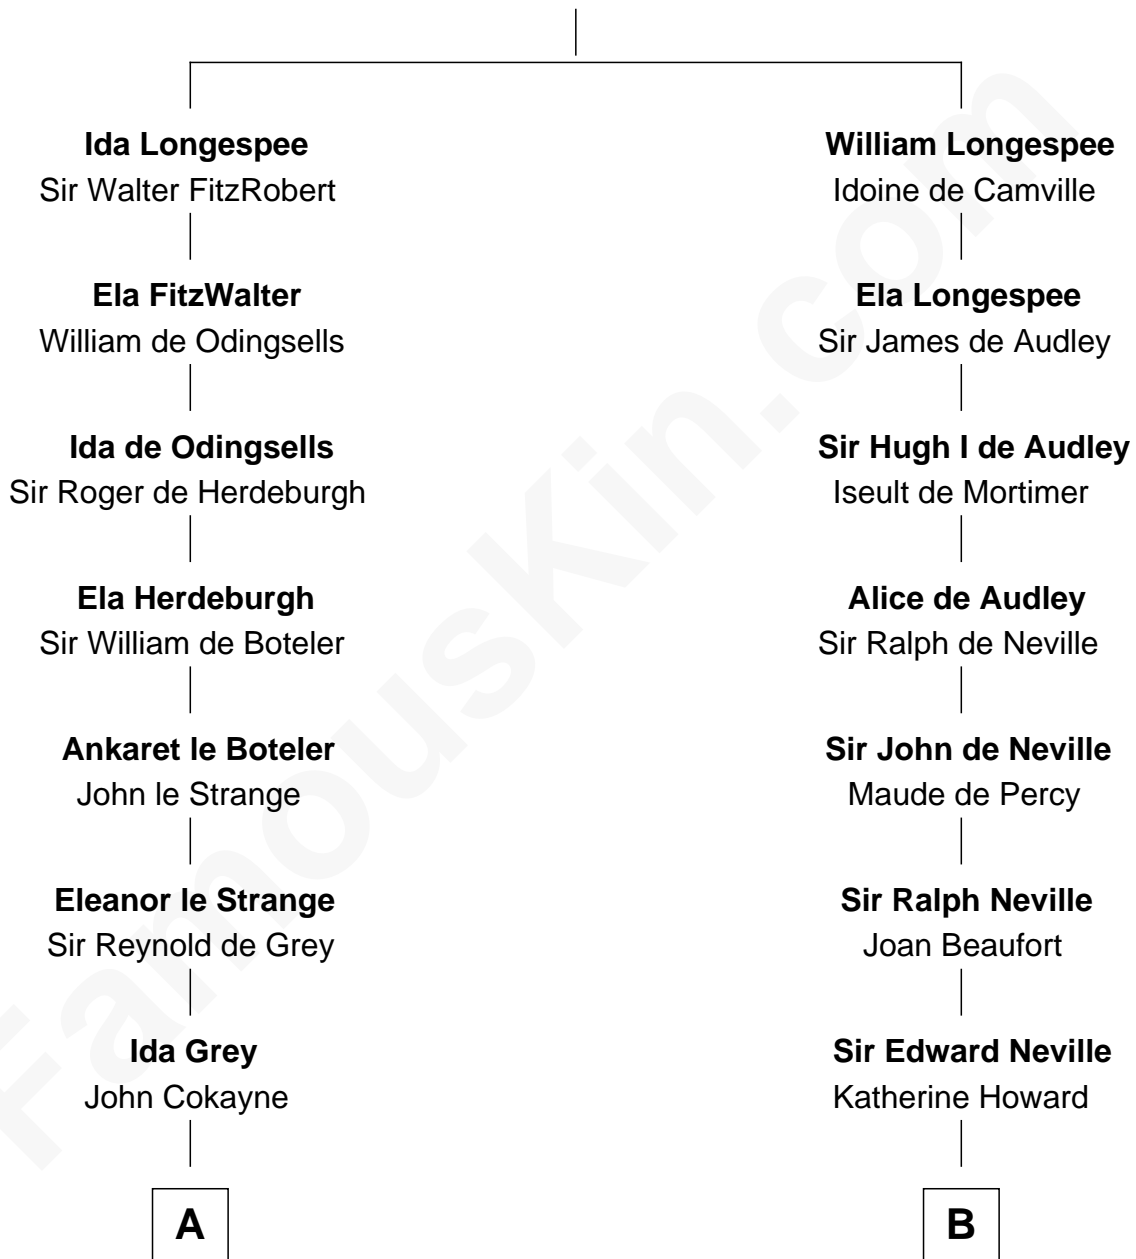 Ida Longespee
Sir Walter FitzRobert
Ela FitzWalter
William de Odingsells
Ida de Odingsells
Sir Roger de Herdeburgh
Ela Herdeburgh
Sir William de Boteler
Ankaret le Boteler
John le Strange
Eleanor le Strange
Sir Reynold de Grey
Ida Grey
John Cokayne
A
William Longespee
Idoine de Camville
Ela Longespee
Sir James de Audley
Sir Hugh I de Audley
Iseult de Mortimer
Alice de Audley
Sir Ralph de Neville
Sir John de Neville
Maude de Percy
Sir Ralph Neville
Joan Beaufort
Sir Edward Neville
Katherine Howard
B
FamousKin.com